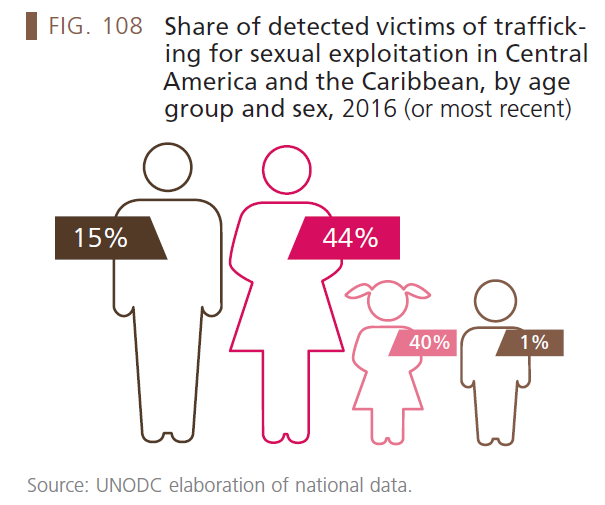 FIG. 108 Share of detected victims of traffick-
ing for sexual exploitation in Central
America and the Caribbean, by age
group and sex, 2016 (or most recent)
15%
44%
40%
1%
Source: UNODC elaboration of national data.